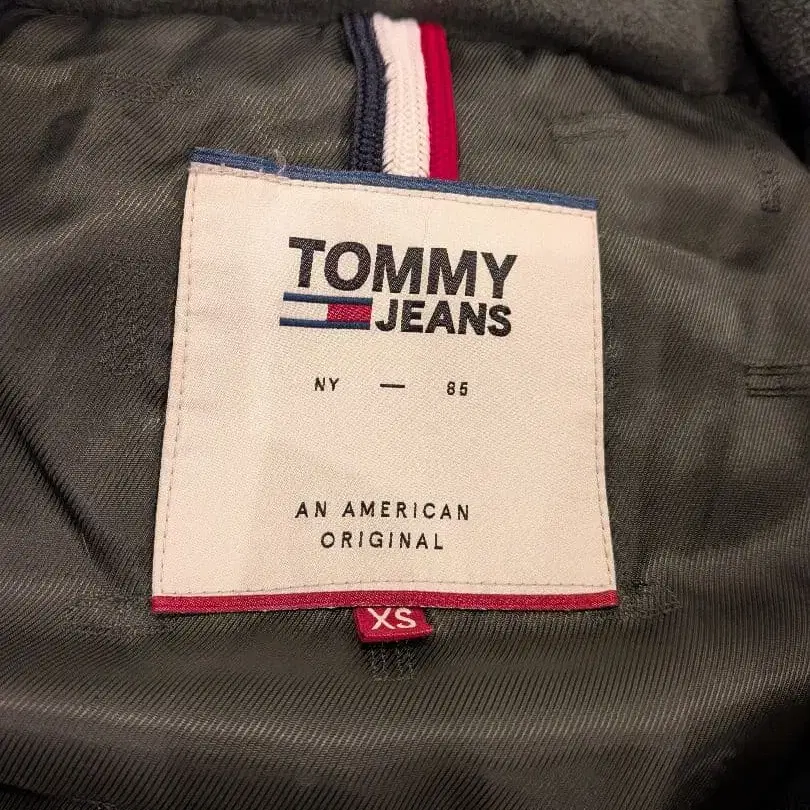 TOMMY
JEANS
NY — 85
AN AMERICAN
ORIGINAL
XS